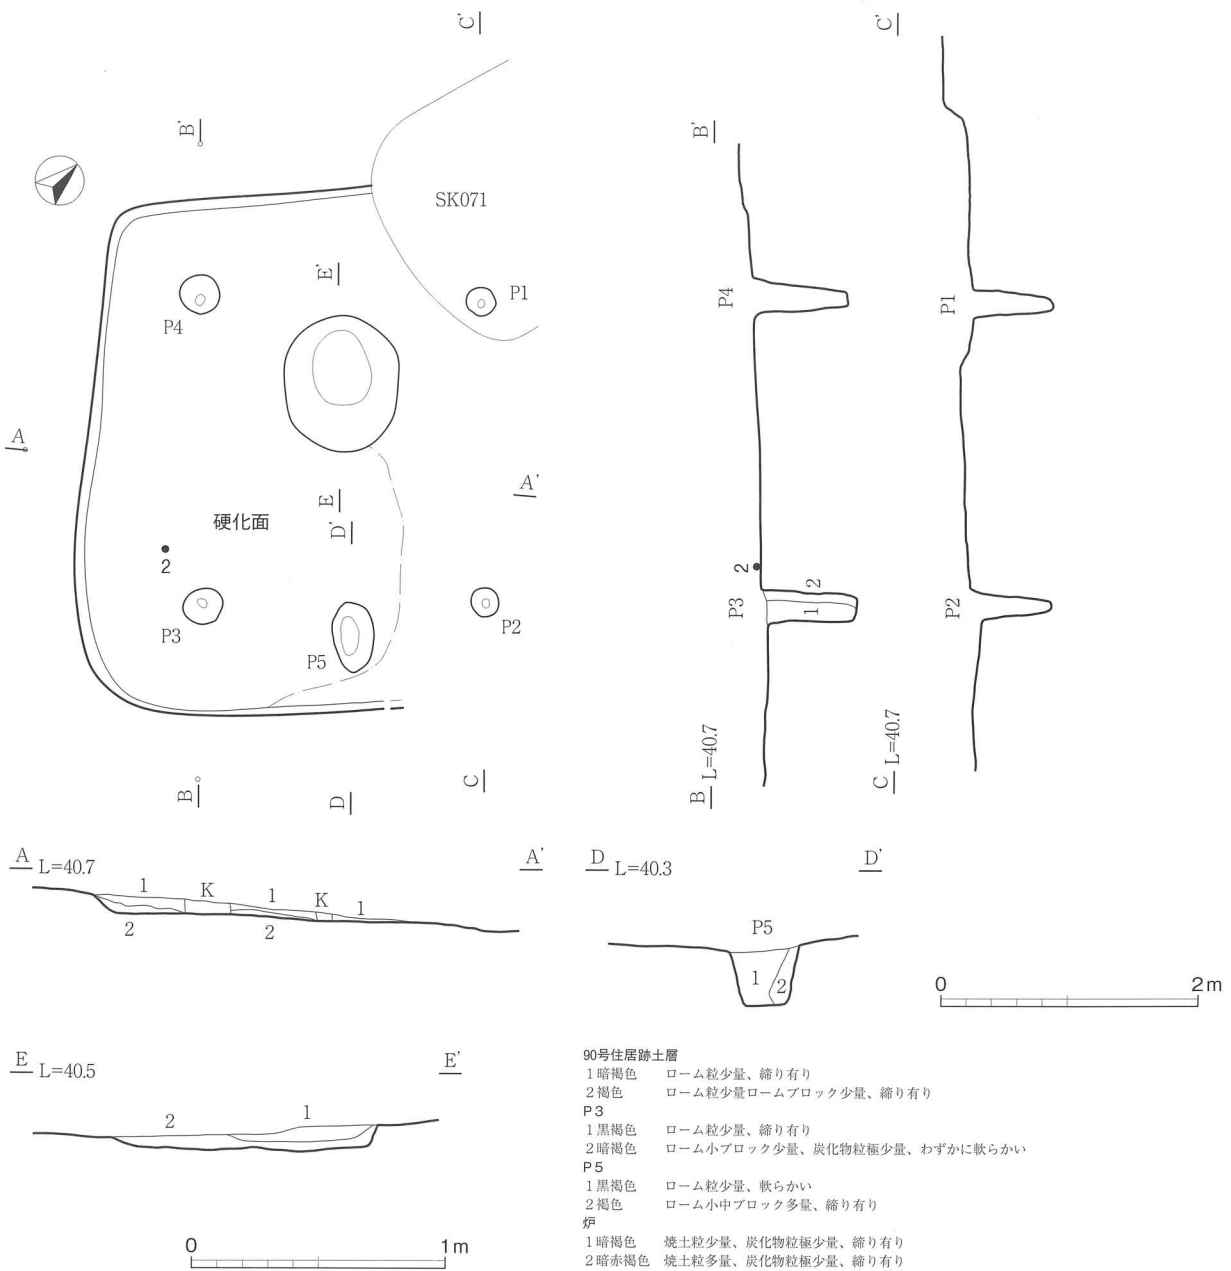 C'
B'
SK071
E'
P1
P4
A
A'
E
D'
硬化面
2
P3
P5
P2
B
D
C
C'
B'
P4
P1
2
P3
2
1
P2
B L=40.7
C L=40.7
A L=40.7 A'
1 K 1 K 1
2 2
D L=40.3 D'
P5
1 2
0 2m
E L=40.5 E'
2 1
0 1m
90号住居跡土層
1暗褐色 ローム粒少量、締り有り
2褐色 ローム粒少量ロームブロック少量、締り有り
P3
1黒褐色 ローム粒少量、締り有り
2暗褐色 ローム小ブロック少量、炭化物粒極少量、わずかに軟らかい
P5
1黒褐色 ローム粒少量、軟らかい
2褐色 ローム小中ブロック多量、締り有り
炉
1暗褐色 焼土粒少量、炭化物粒極少量、締り有り
2暗赤褐色 焼土粒多量、炭化物粒極少量、締り有り